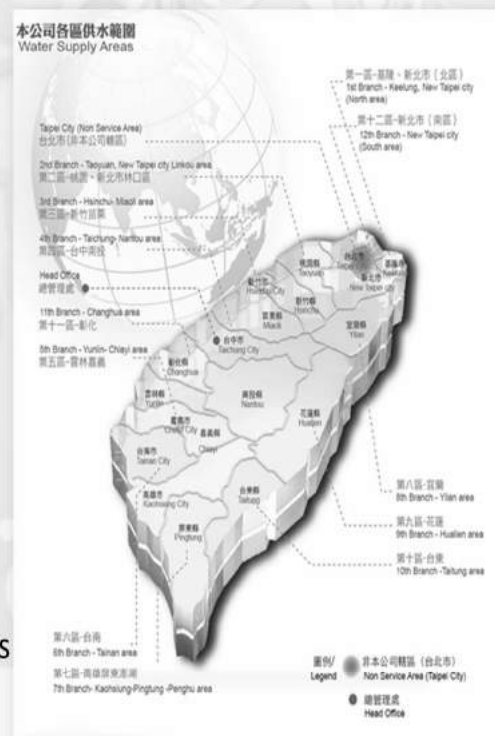 本公司各區供水範圍
Water Supply Areas
第一區-基隆、新北市(北區)
1st Branch - Keelung, New Taipei city
(North area)
第十二區-新北市(南區)
12th Branch - New Taipei city
(South area)
Taipei City (Non Service Area)
台北市(非本公司轄區)
2nd Branch - Taoyuan, New Taipei city Linkou area
第二區-桃園、新北市林口區
3rd Branch - Hsinchu- Miaoli area
第三區-新竹苗栗
4th Branch - Taichung- Nantou area
第四區-台中南投
Head Office
總管理處
11th Branch - Changhua area
第十一區-彰化
5th Branch - Yunlin- Chiayi area
第五區-雲林嘉義
台北市
Taipei City
基隆市
Keelung
新北市
New Taipei city
桃園縣
Taoyuan
新竹市
Hsinchu City
新竹縣
Hsinchu
苗栗縣
Miaoli
宜蘭縣
Yilan
台中市
Taichung City
彰化縣
Changhua
南投縣
Nantou
花蓮縣
Hualien
雲林縣
Yunlin
嘉義市
Chiayi City
嘉義縣
Chiayi
台南市
Tainan City
高雄市
Kaohsiung City
台東縣
Taitung
屏東縣
Pingtung
第八區-宜蘭
8th Branch - Yilan area
第九區-花蓮
9th Branch - Hualien area
第十區-台東
10th Branch -Taitung area
s
第六區-台南
6th Branch - Tainan area
第七區-高雄屏東澎湖
7th Branch- Kaohsiung-Pingtung -Penghu area
圖例/
Legend
非本公司轄區(台北市)
Non Service Area (Taipei City)
總管理處
Head Office